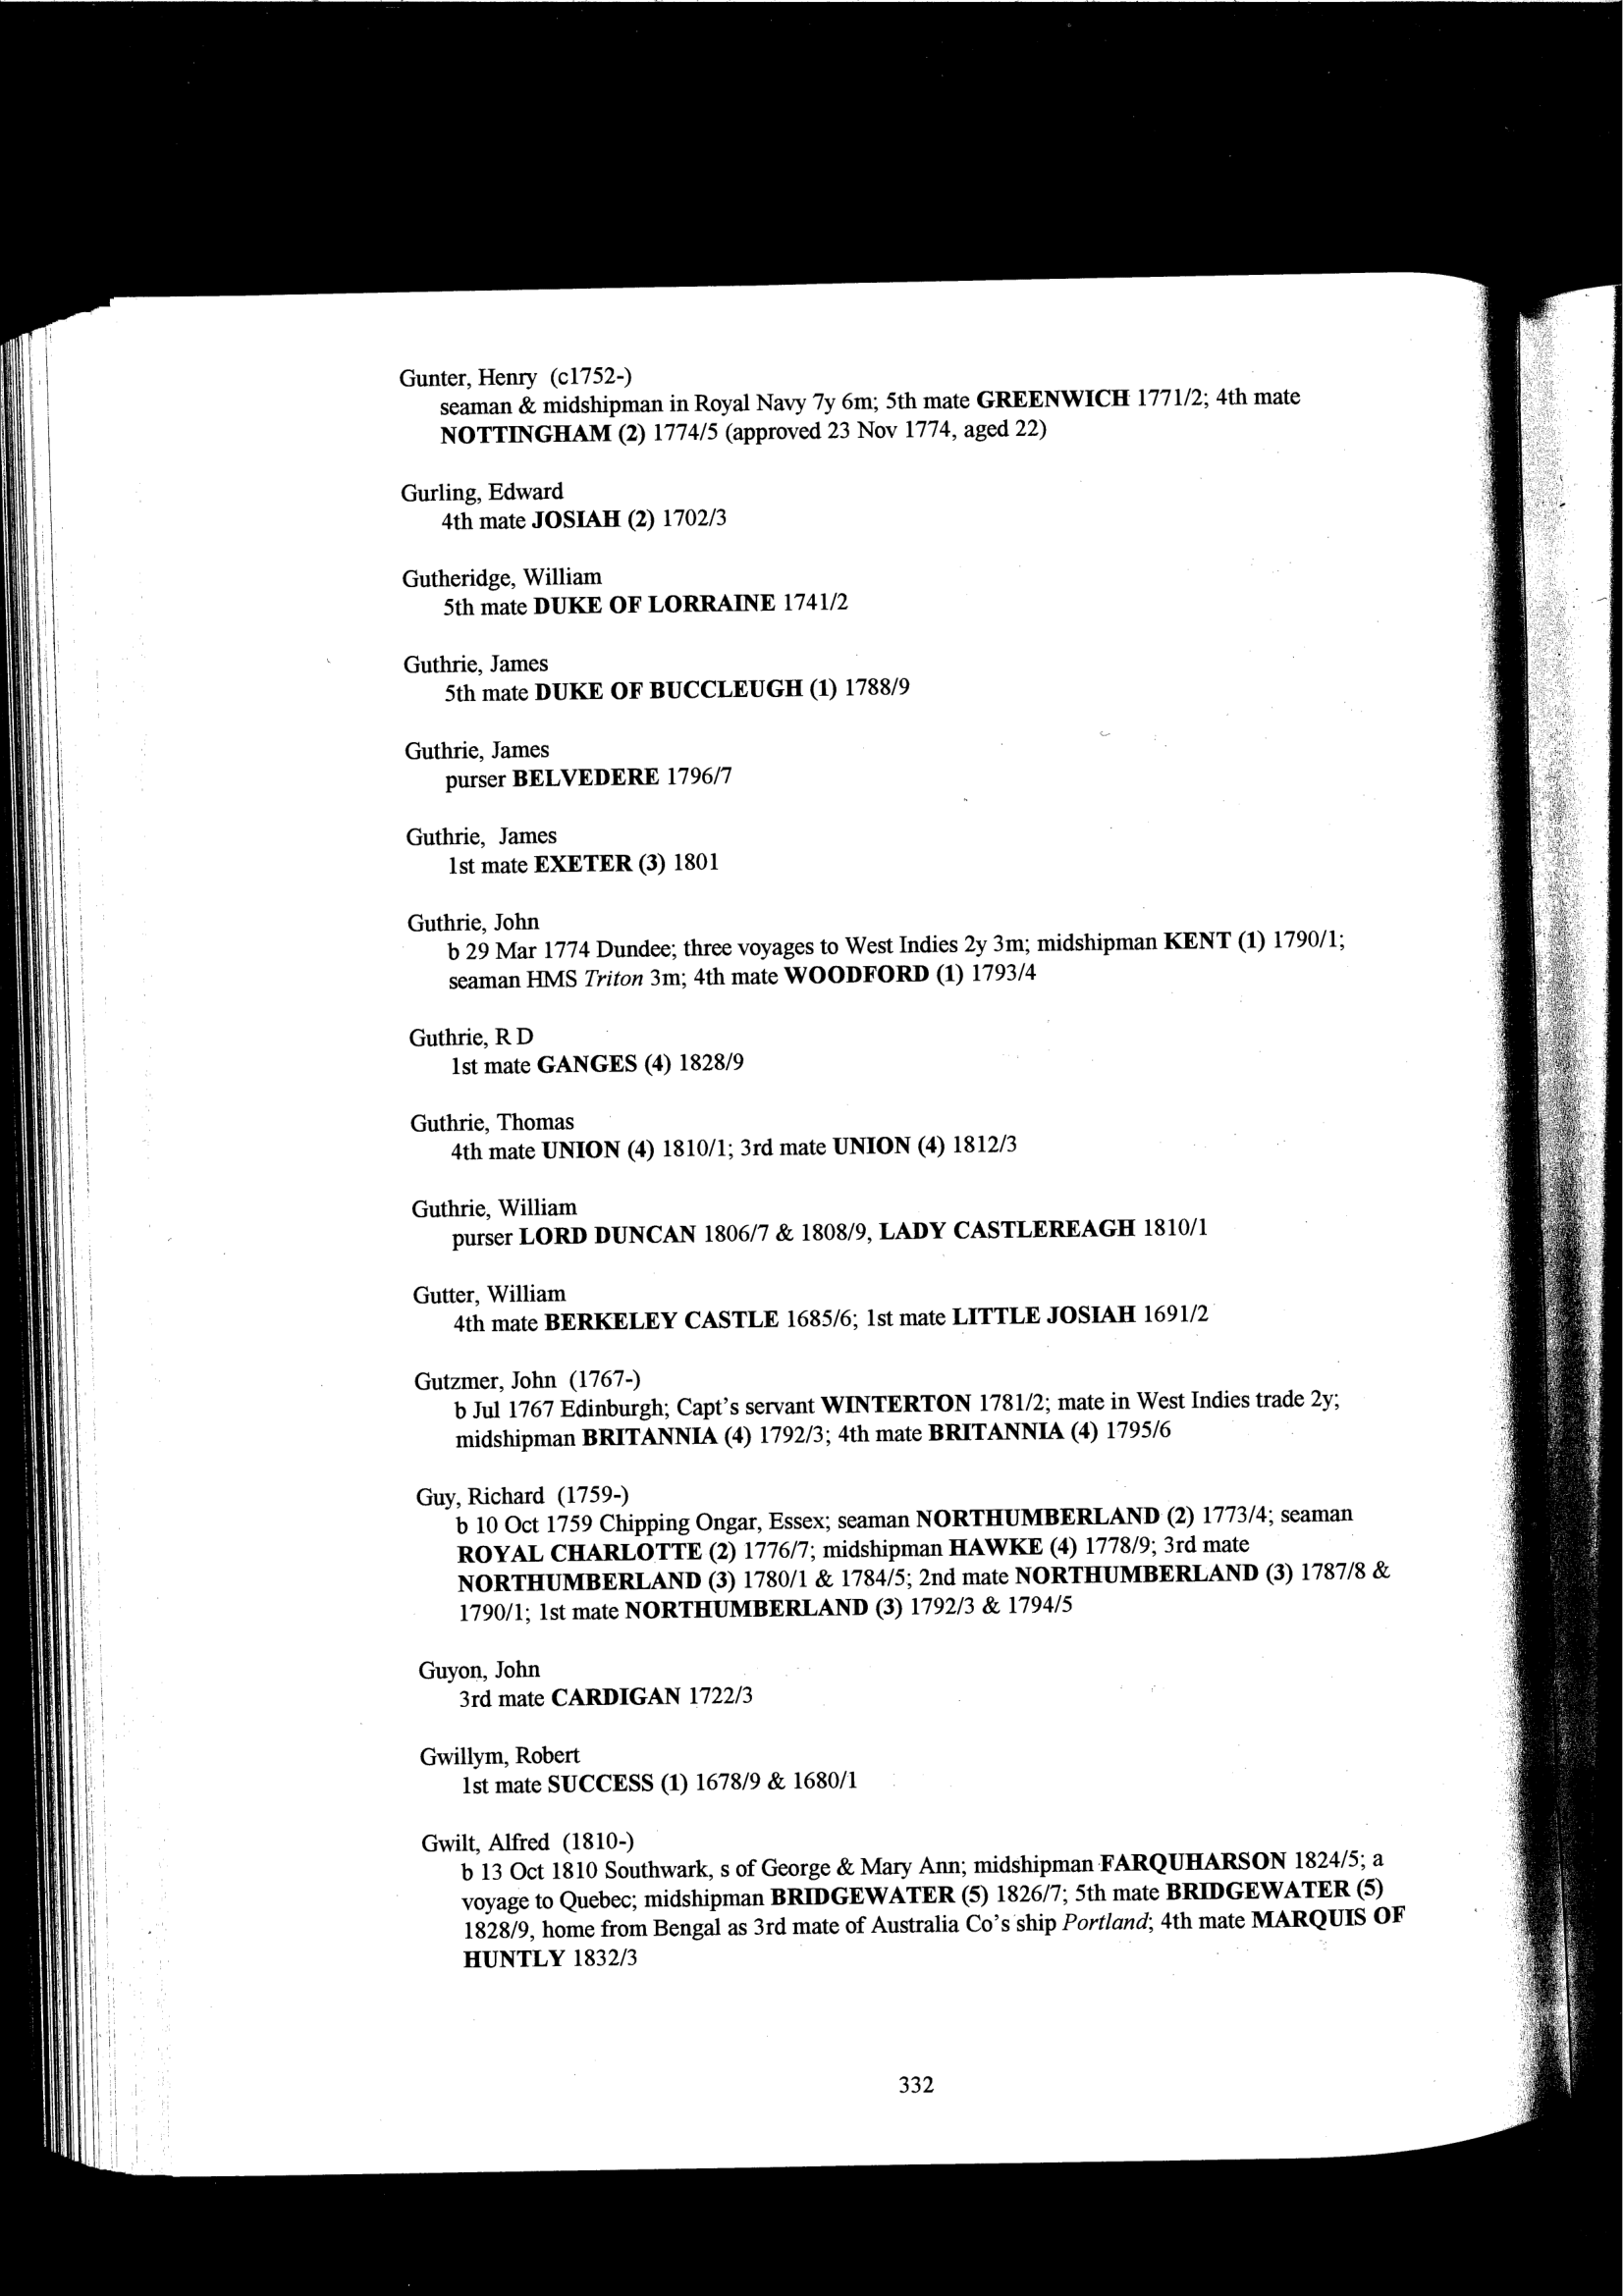 Gunter, Henry (c1752-)
seaman & midshipman in Royal Navy 7y 6m; 5th mate GREENWICH 1771/2; 4th mate
NOTTINGHAM (2) 1774/5 (approved 23 Nov 1774, aged 22)
Gurling, Edward
4th mate JOSIAH (2) 1702/3
Gutheridge, William
5th mate DUKE OF LORRAINE 1741/2
Guthrie, James
5th mate DUKE OF BUCCLEUGH (1) 1788/9
Guthrie, James
purser BELVEDERE 1796/7
Guthrie, James
1st mate EXETER (3) 1801
Guthrie, John
b 29 Mar 1774 Dundee; three voyages to West Indies 2y 3m; midshipman KENT (1) 1790/1;
seaman HMS Triton 3m; 4th mate WOODFORD (1) 1793/4
Guthrie, R D
1st mate GANGES (4) 1828/9
Guthrie, Thomas
4th mate UNION (4) 1810/1; 3rd mate UNION (4) 1812/3
Guthrie, William
purser LORD DUNCAN 1806/7 & 1808/9, LADY CASTLEREAGH 1810/1
Gutter, William
4th mate BERKELEY CASTLE 1685/6; 1st mate LITTLE JOSIAH 1691/2
Gutzmer, John (1767-)
b Jul 1767 Edinburgh; Capt's servant WINTERTON 1781/2; mate in West Indies trade 2y;
midshipman BRITANNIA (4) 1792/3; 4th mate BRITANNIA (4) 1795/6
Guy, Richard (1759-)
b 10 Oct 1759 Chipping Ongar, Essex; seaman NORTHUMBERLAND (2) 1773/4; seaman
ROYAL CHARLOTTE (2) 1776/7; midshipman HAWKE (4) 1778/9; 3rd mate
NORTHUMBERLAND (3) 1780/1 & 1784/5; 2nd mate NORTHUMBERLAND (3) 1787/8 &
1790/1; 1st mate NORTHUMBERLAND (3) 1792/3 & 1794/5
Guyon, John
3rd mate CARDIGAN 1722/3
Gwillym, Robert
1st mate SUCCESS (1) 1678/9 & 1680/1
Gwilt, Alfred (1810-)
b 13 Oct 1810 Southwark, s of George & Mary Ann; midshipman FARQUHARSON 1824/5; a
voyage to Quebec; midshipman BRIDGEWATER (5) 1826/7; 5th mate BRIDGEWATER (5)
1828/9, home from Bengal as 3rd mate of Australia Co's ship Portland; 4th mate MARQUIS OF
HUNTLY 1832/3
332